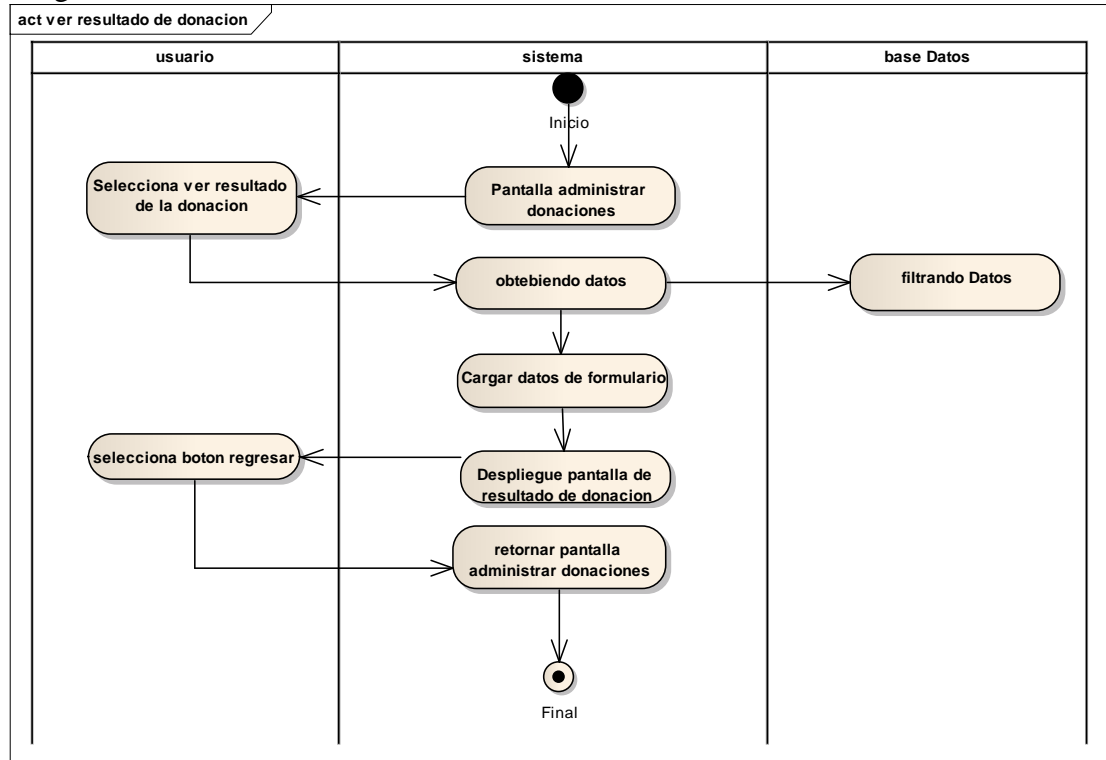 act ver resultado de donacion
usuario
sistema
base Datos
Inicio
Selecciona ver resultado
de la donacion
Pantalla administrar
donaciones
obtebiendo datos
filtrando Datos
Cargar datos de formulario
selecciona boton regresar
Despliegue pantalla de
resultado de donacion
retornar pantalla
administrar donaciones
Final